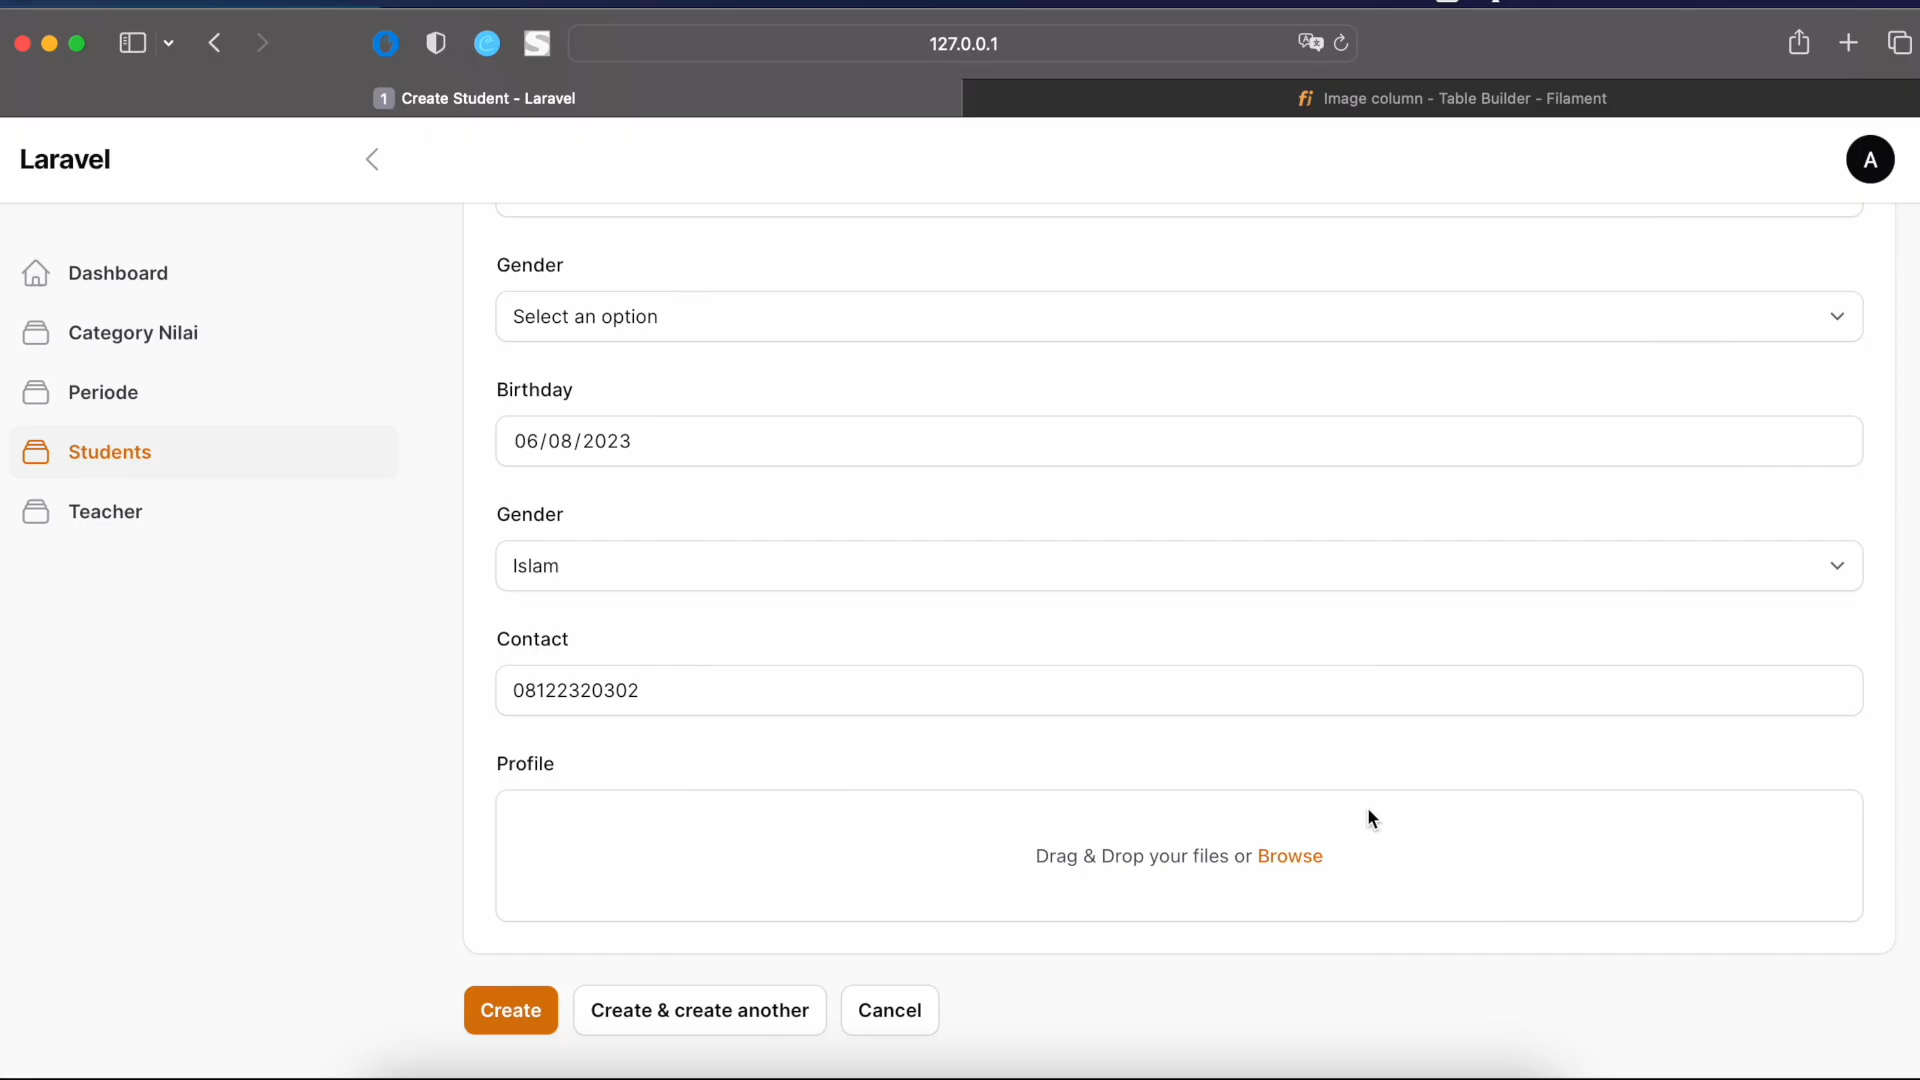 127.0.0.1
1 Create Student - Laravel
fi Image column - Table Builder - Filament
Laravel
A
Dashboard
Category Nilai
Periode
Students
Teacher
Gender
Select an option
Birthday
06/08/2023
Gender
Islam
Contact
08122320302
Profile
Drag & Drop your files or Browse
Create
Create & create another
Cancel